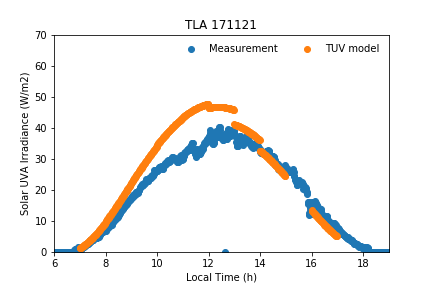 TLA 171121
Measurement TUV model
Solar UVA Irradiance (W/m2)
70
60
50
40
30
20
10
0
6 8 10 12 14 16 18
Local Time (h)